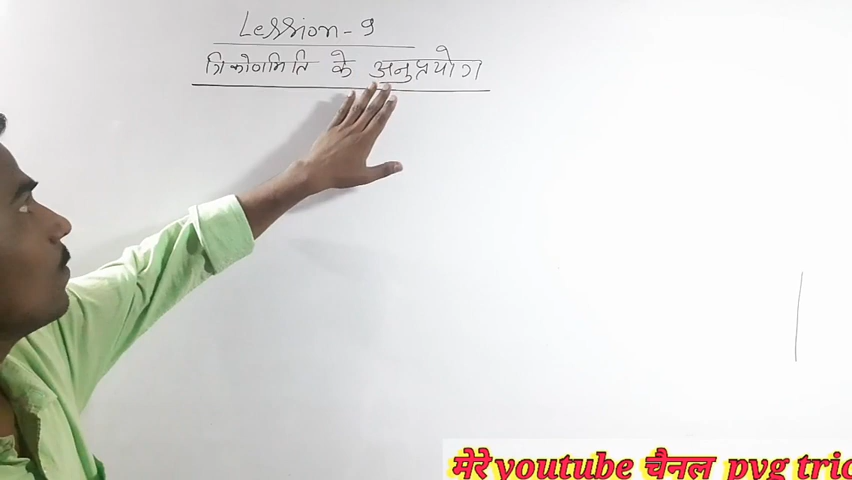 Lession - 9
त्रिकोणमिति के अनुप्रयोग
मेरे youtube चैनल pvg tric